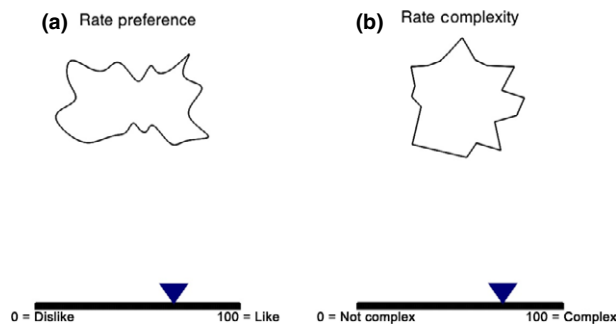 (a) Rate preference
0 = Dislike 100 = Like
(b) Rate complexity
0 = Not complex 100 = Complex